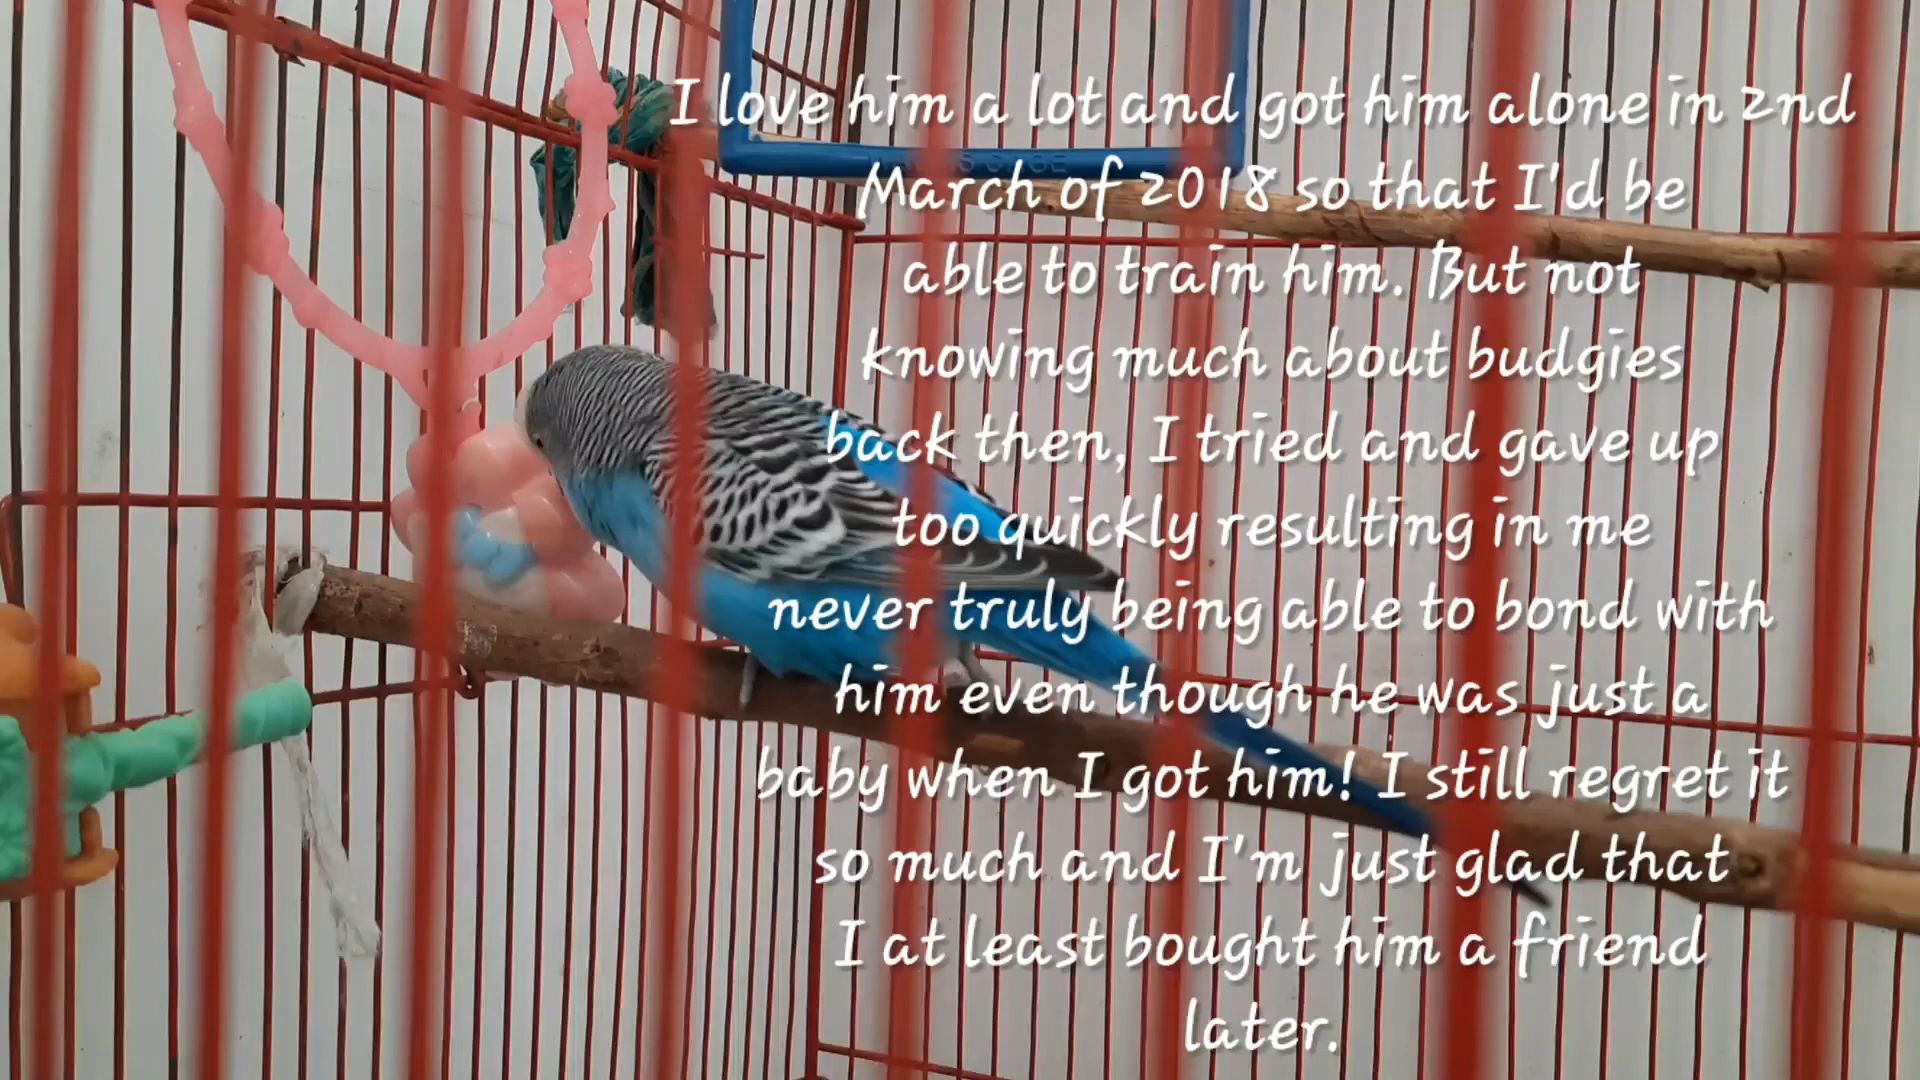 I love him a lot and got him alone in 2nd
March of 2018 so that I'd be
able to train him. But not
knowing much about budgies
back then, I tried and gave up
too quickly resulting in me
never truly being able to bond with
him even though he was just a
baby when I got him! I still regret it
so much and I'm just glad that
I at least bought him a friend
later.